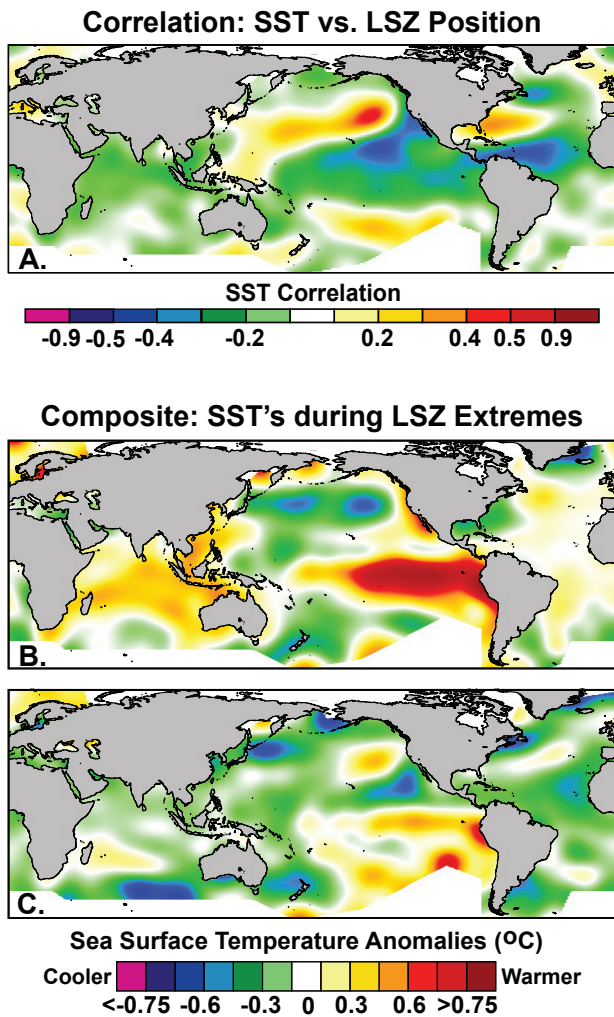 Correlation: SST vs. LSZ Position
A.
SST Correlation
-0.9 -0.5 -0.4 -0.2 0.2 0.4 0.5 0.9
Composite: SST's during LSZ Extremes
B.
C.
Sea Surface Temperature Anomalies (ºC)
Cooler Warmer
<-0.75 -0.6 -0.3 0 0.3 0.6 >0.75